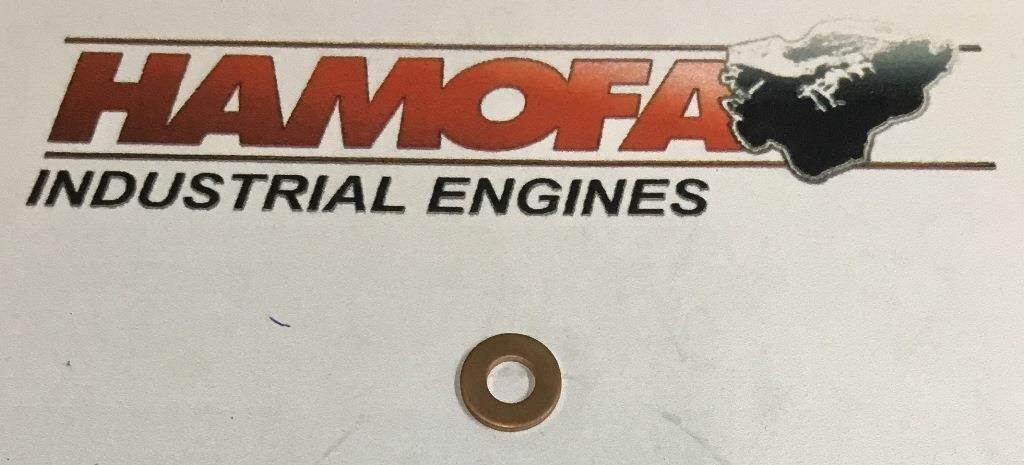 HAMOFA
INDUSTRIAL ENGINES